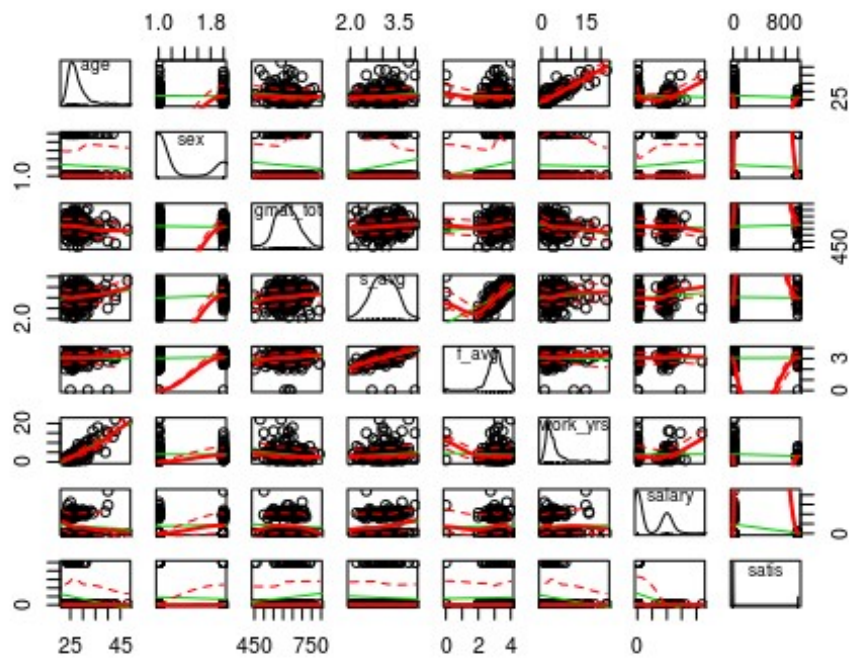 1.0 1.8 2.0 3.5 0 15 0 800
age 25
1.0 sex
gmat_tot 450
2.0 s_avg
f_avg 0 3
0 20 work_yrs
salary 0
0 satis
25 45 450 750 0 2 4 0